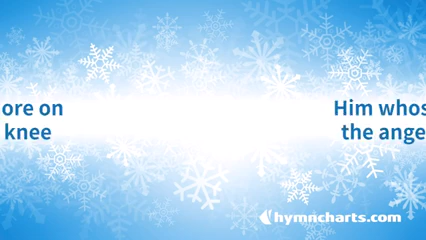 ore on
knee
Him whos
the ange
hymncharts.com